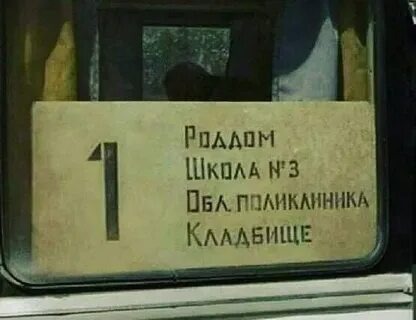 1
Роддом
Школа №3
Обл. поликлиника
Кладбище